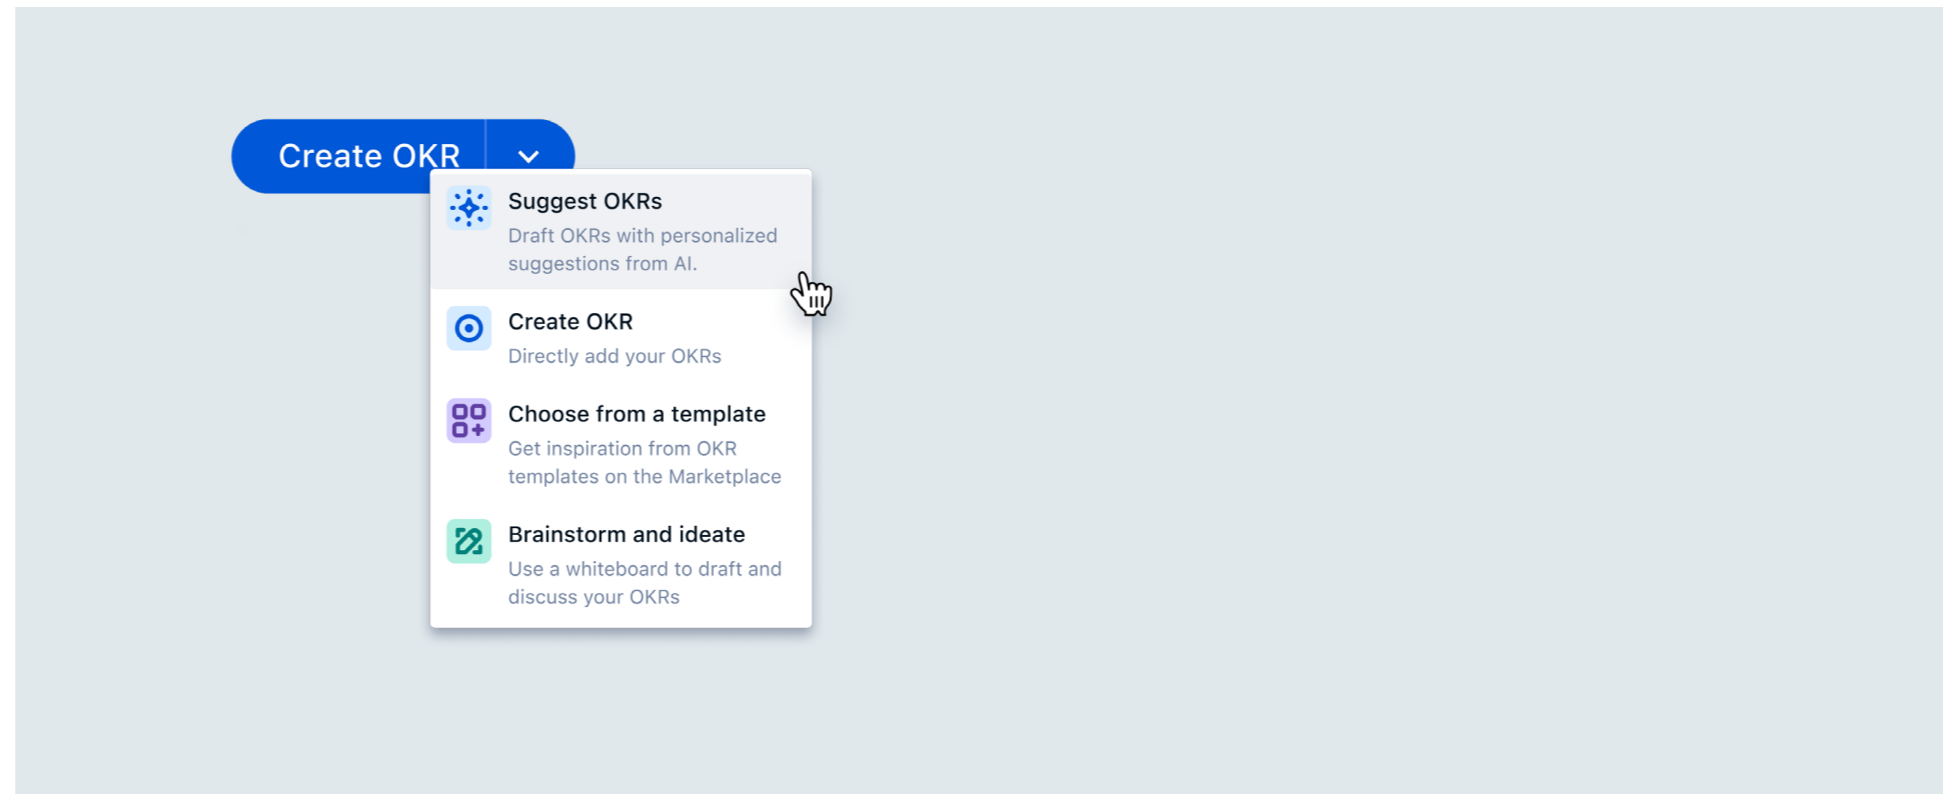 Create OKR
Suggest OKRs
Draft OKRs with personalized
suggestions from AI.
Create OKR
Directly add your OKRs
Choose from a template
Get inspiration from OKR
templates on the Marketplace
Brainstorm and ideate
Use a whiteboard to draft and
discuss your OKRs